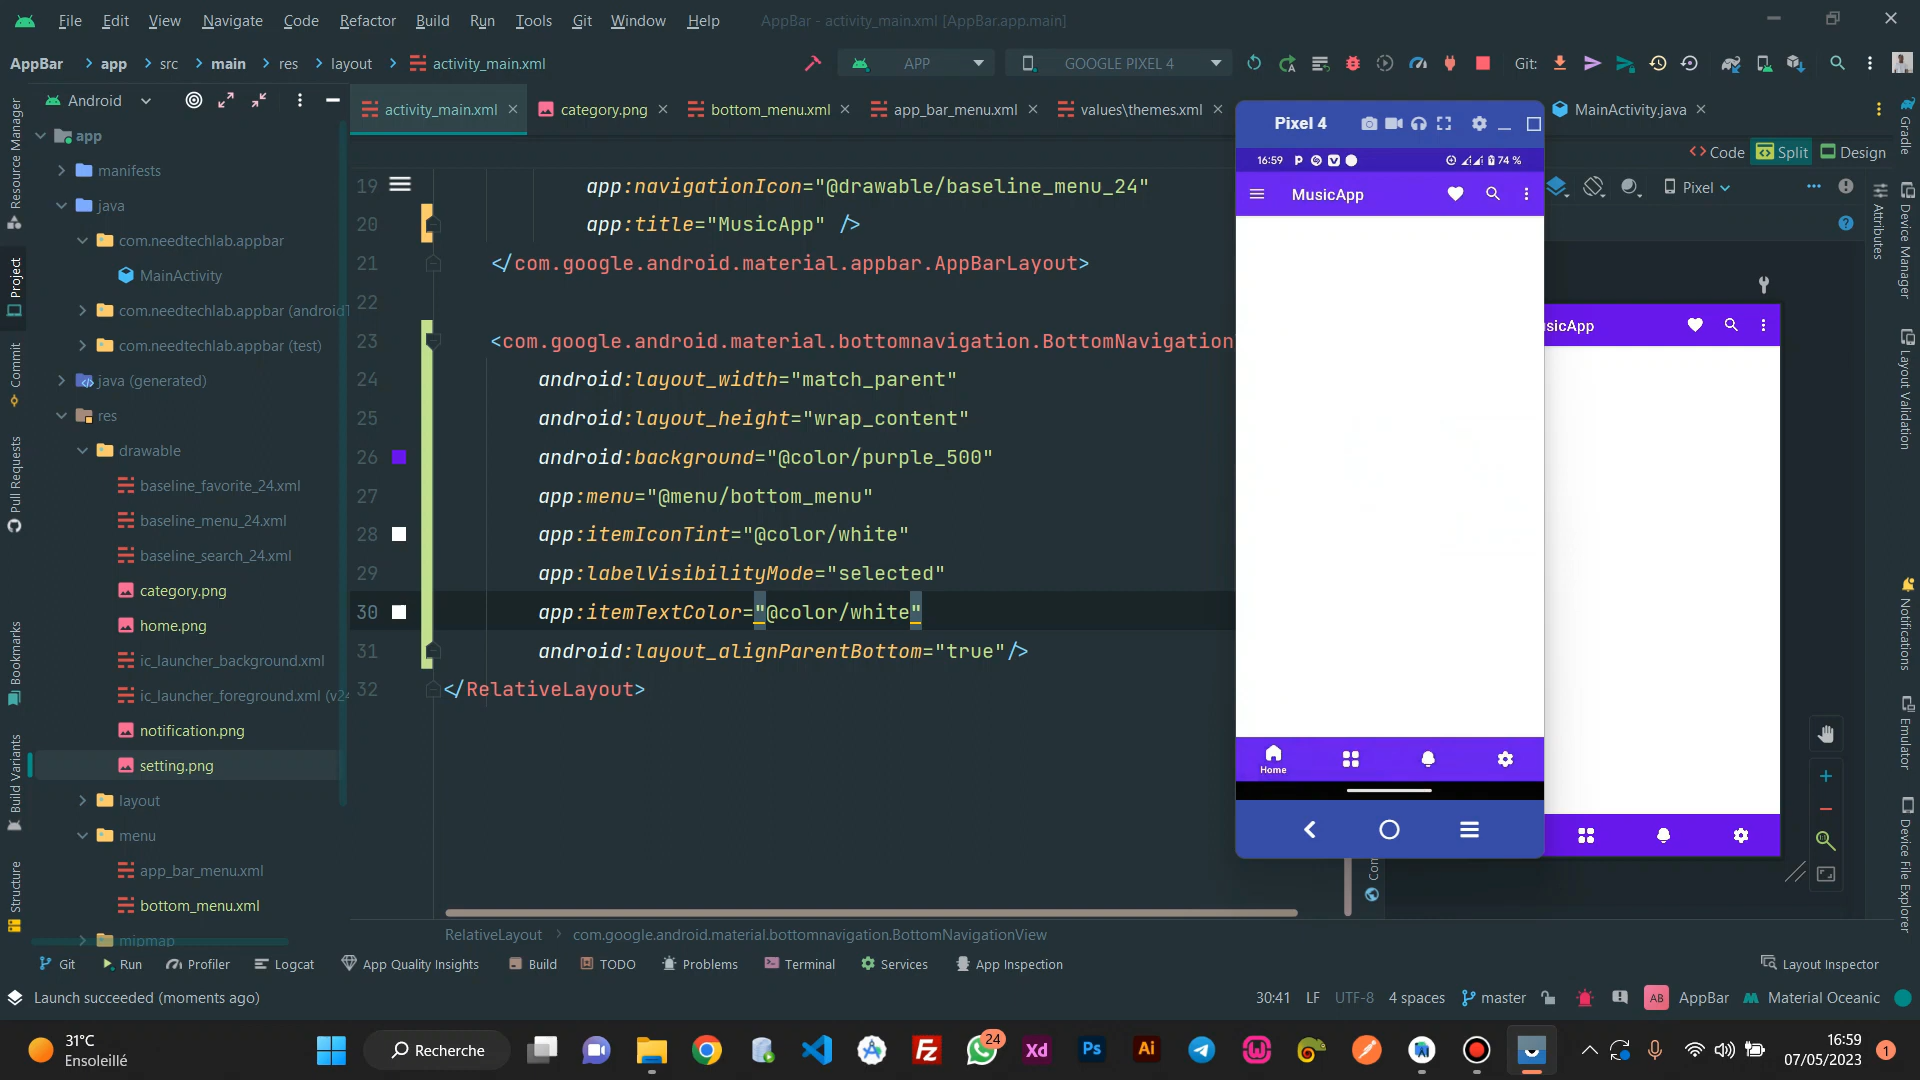 File Edit View Navigate Code Refactor Build Run Tools Git Window Help AppBar - activity_main.xml [AppBar.app.main]
AppBar app src main res layout activity_main.xml APP GOOGLE PIXEL 4 Git:
Android
activity_main.xml category.png bottom_menu.xml app_bar_menu.xml values\themes.xml MainActivity.java
Code Split Design
Pixel
Resource Manager
Project
Commit
Pull Requests
Bookmarks
Build Variants
Structure
app
manifests
java
com.needtechlab.appbar
MainActivity
com.needtechlab.appbar (androidT
com.needtechlab.appbar (test)
java (generated)
res
drawable
baseline_favorite_24.xml
baseline_menu_24.xml
baseline_search_24.xml
category.png
home.png
ic_launcher_background.xml
ic_launcher_foreground.xml (v24
notification.png
setting.png
layout
menu
app_bar_menu.xml
bottom_menu.xml
mipmap
19 app:navigationIcon="@drawable/baseline_menu_24"
20 app:title="MusicApp" />
21 </com.google.android.material.appbar.AppBarLayout>
22
23 <com.google.android.material.bottomnavigation.BottomNavigation
24 android:layout_width="match_parent"
25 android:layout_height="wrap_content"
26 android:background="@color/purple_500"
27 app:menu="@menu/bottom_menu"
28 app:itemIconTint="@color/white"
29 app:labelVisibilityMode="selected"
30 app:itemTextColor="@color/white"
31 android:layout_alignParentBottom="true"/>
32 </RelativeLayout>
Pixel 4
16:59 74 %
MusicApp
Home
sicApp
Gradle
Device Manager
Attributes
Layout Validation
Notifications
Emulator
Device File Explorer
RelativeLayout com.google.android.material.bottomnavigation.BottomNavigationView
Git Run Profiler Logcat App Quality Insights Build TODO Problems Terminal Services App Inspection Layout Inspector
Launch succeeded (moments ago) 30:41 LF UTF-8 4 spaces master AB AppBar Material Oceanic
31°C
Ensoleillé
Recherche
24
Xd
Ps
Ai
16:59
07/05/2023
1